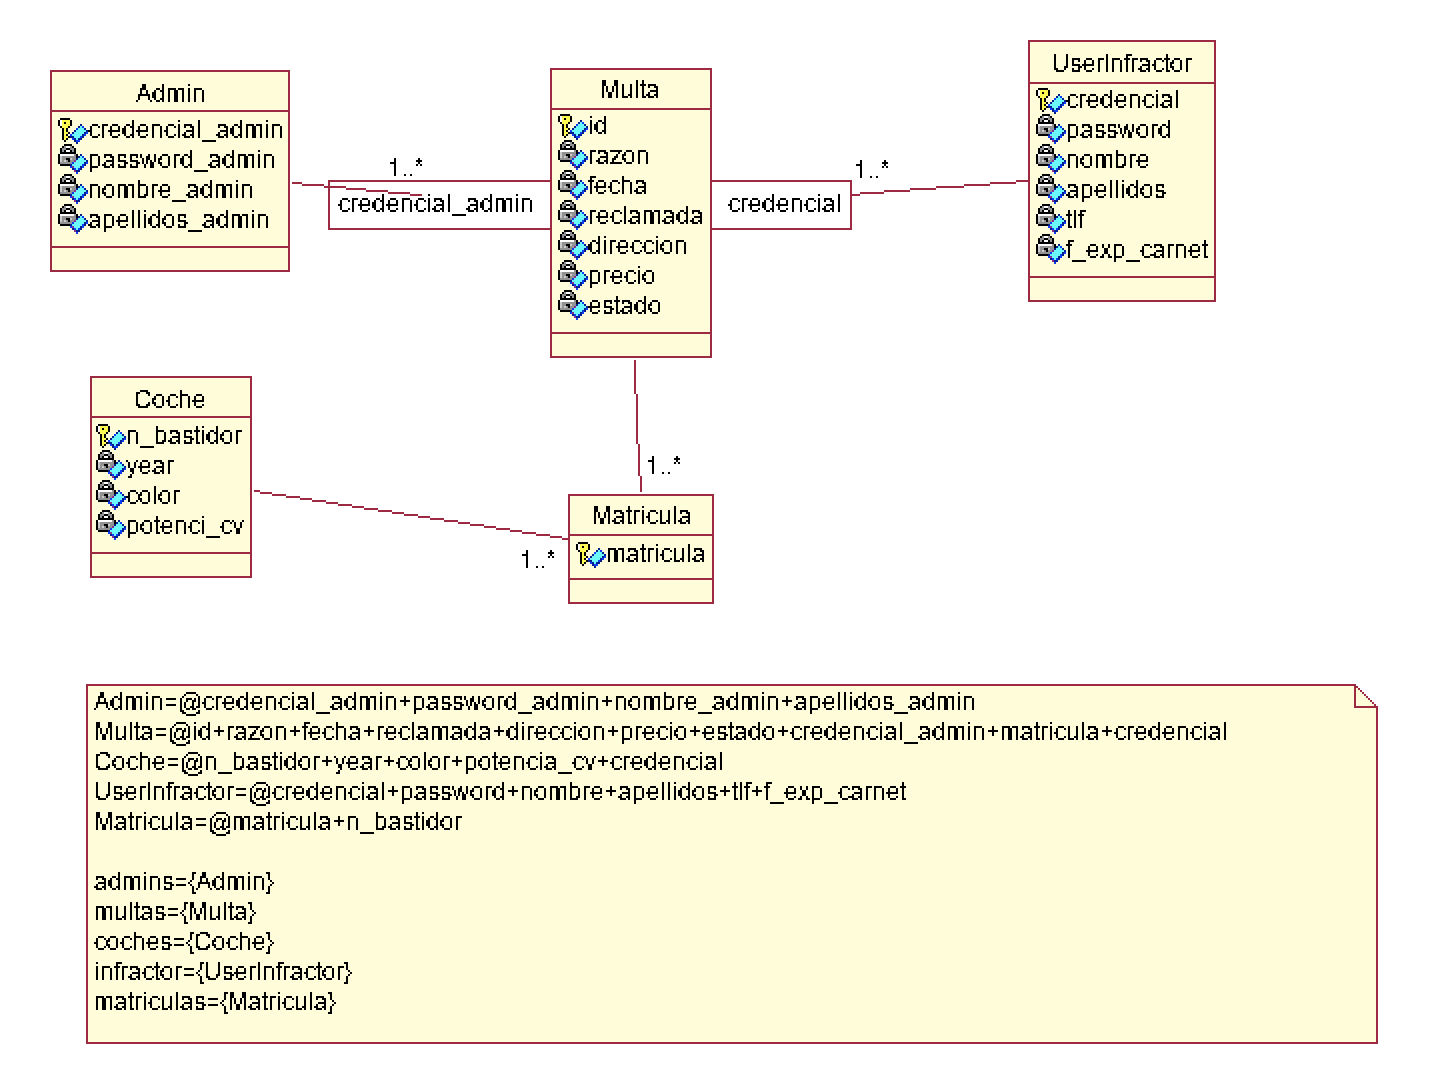 Admin
credencial_admin
password_admin
nombre_admin
apellidos_admin
1..*
credencial_admin
Multa
id
razon
fecha
reclamada
direccion
precio
estado
credencial
1..*
UserInfractor
credencial
password
nombre
apellidos
tlf
f_exp_carnet
Coche
n_bastidor
year
color
potenci_cv
1..*
1..*
Matricula
matricula
Admin=@credencial_admin+password_admin+nombre_admin+apellidos_admin
Multa=@id+razon+fecha+reclamada+direccion+precio+estado+credencial_admin+matricula+credencial
Coche=@n_bastidor+year+color+potencia_cv+credencial
UserInfractor=@credencial+password+nombre+apellidos+tlf+f_exp_carnet
Matricula=@matricula+n_bastidor
admins={Admin}
multas={Multa}
coches={Coche}
infractor={UserInfractor}
matriculas={Matricula}